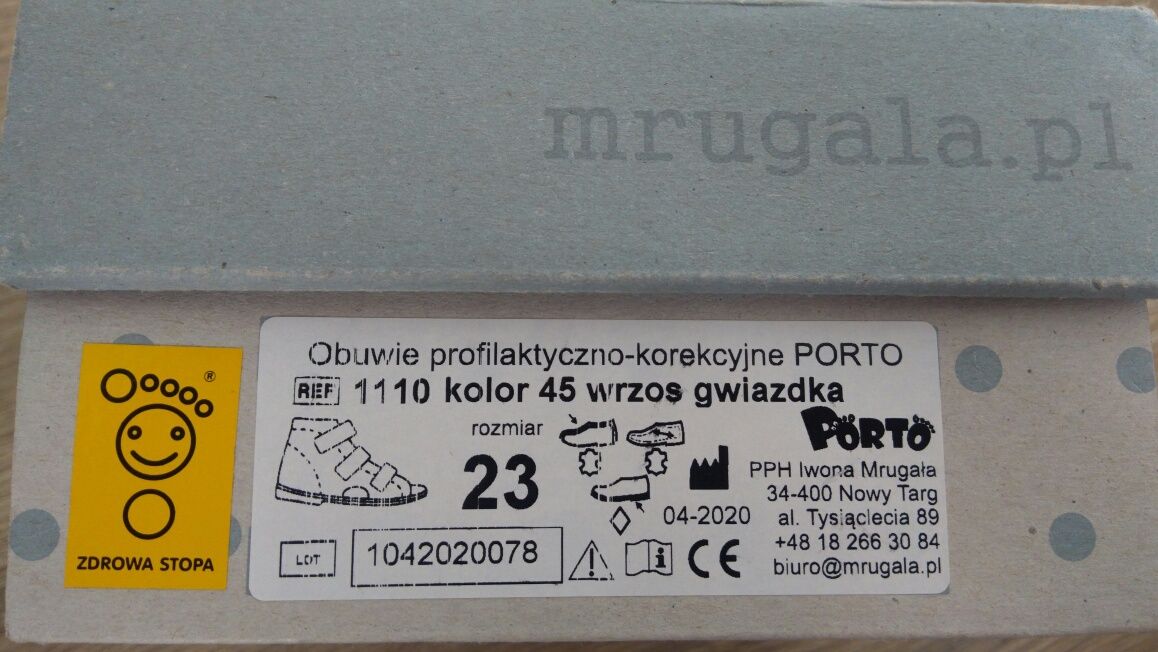 mrugala.pl
Obuwie profilaktyczno-korekcyjne PORTO
REF 1110 kolor 45 wrzos gwiazdka
rozmiar
23
PORTO
PPH Iwona Mrugała
34-400 Nowy Targ
al. Tysiąclecia 89
+48 18 266 30 84
biuro@mrugala.pl
04-2020
LOT 1042020078
CE
®
ZDROWA STOPA